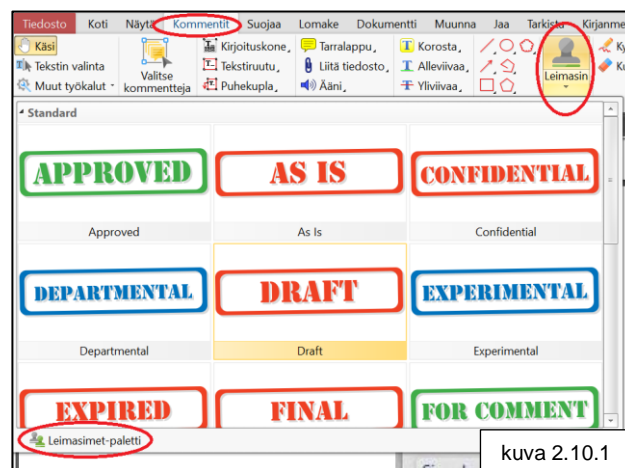 Tiedosto Koti Näytä Kommentit Suojaa Lomake Dokumentti Muunna Jaa Tarkista
Käsi Kirjoituskone Tarralappu Korosta
Tekstin valinta Tekstiruutu Liitä tiedosto Alleviivaa
Muut työkalut Valitse kommentteja Puhekupla Ääni Yliviivaa Leimasin
Standard
APPROVED AS IS CONFIDENTIAL
Approved As Is Confidential
DEPARTMENTAL DRAFT EXPERIMENTAL
Departmental Draft Experimental
EXPIRED FINAL FOR COMMENT
Leimasimet-paletti
kuva 2.10.1